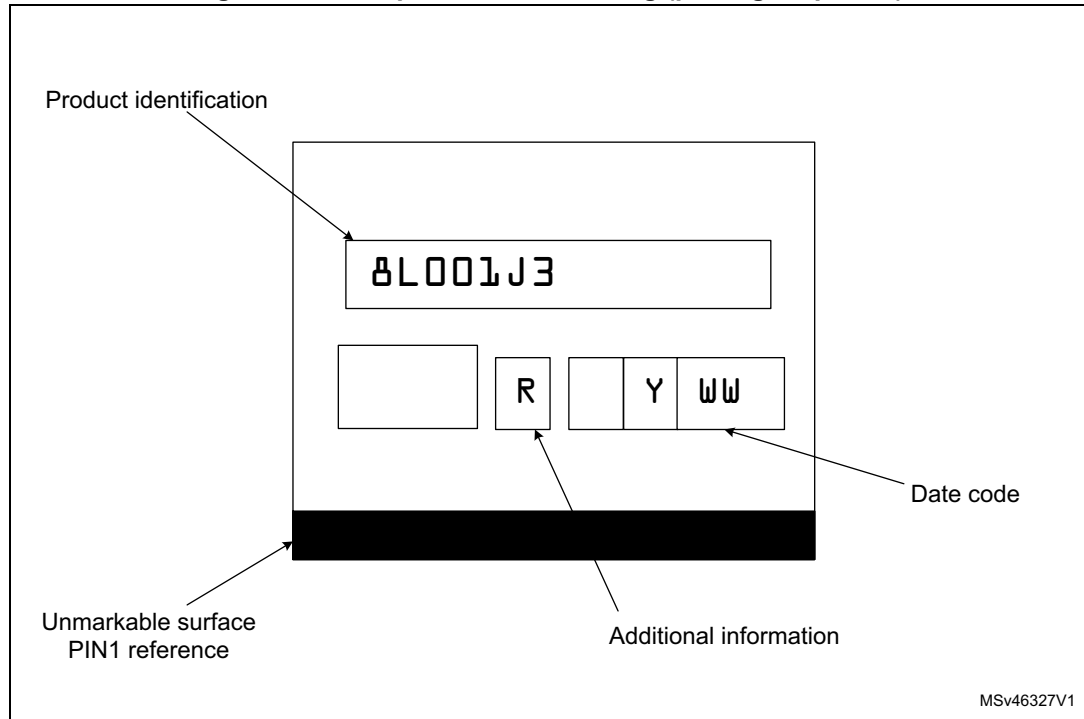 Product identification
8L001J3
R Y WW
Date code
Unmarkable surface
PIN1 reference
Additional information
MSv46327V1